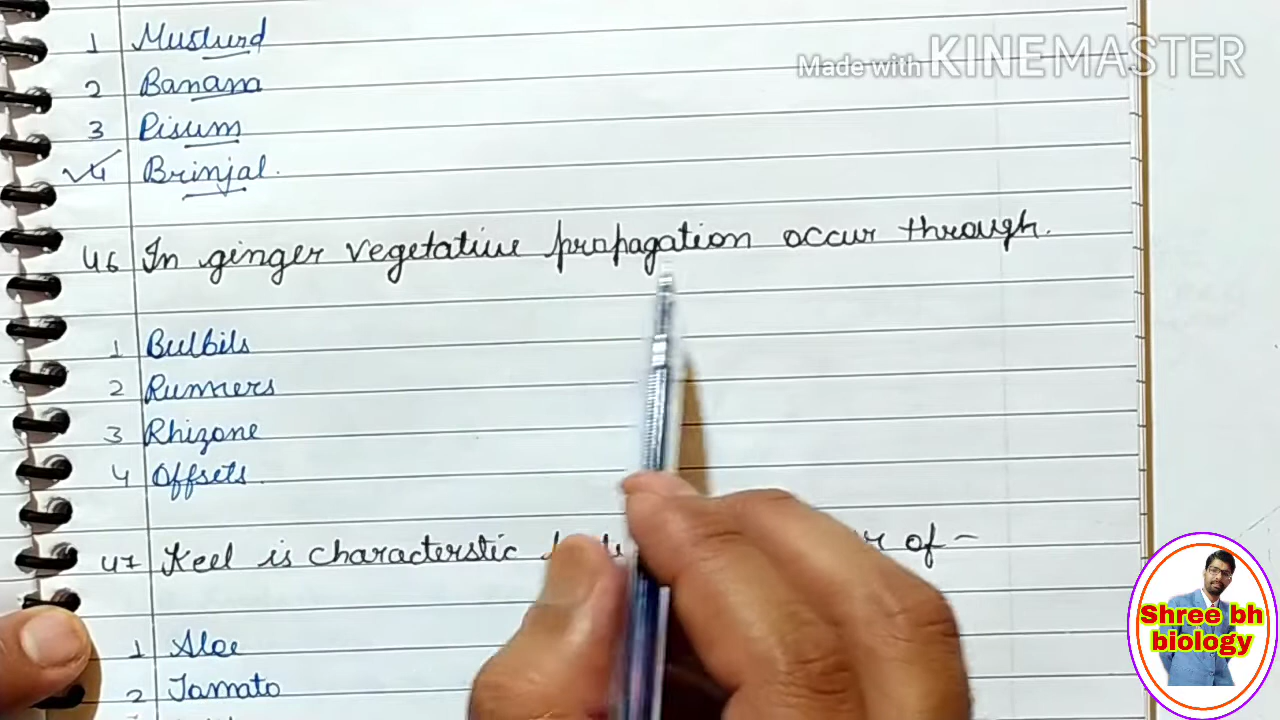 Made with KINEMASTER
1 Musturd
2 Banana
3 Pisum
4 Brinjal.
46 In ginger vegetative propagation occur through.
1 Bulbils
2 Runners
3 Rhizone
4 Offsets.
47 Keel is characterstic of -
1 Aloe
2 Tamato
Shree bh
biology